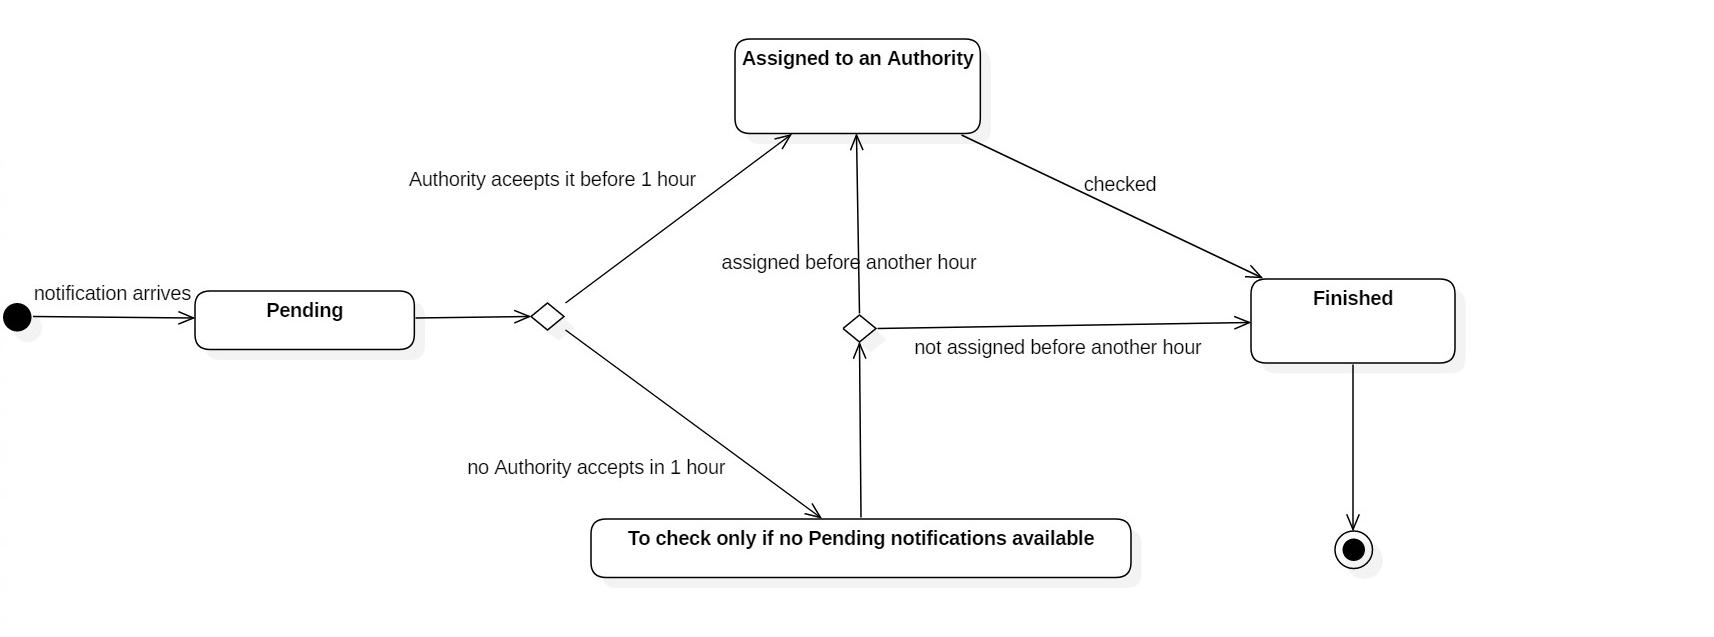 Assigned to an Authority
Authority aceepts it before 1 hour
checked
assigned before another hour
notification arrives
Pending
Finished
not assigned before another hour
no Authority accepts in 1 hour
To check only if no Pending notifications available